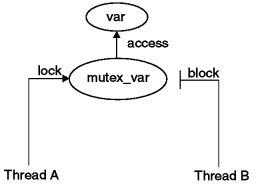 var
access
lock
mutex_var
block
Thread A
Thread B